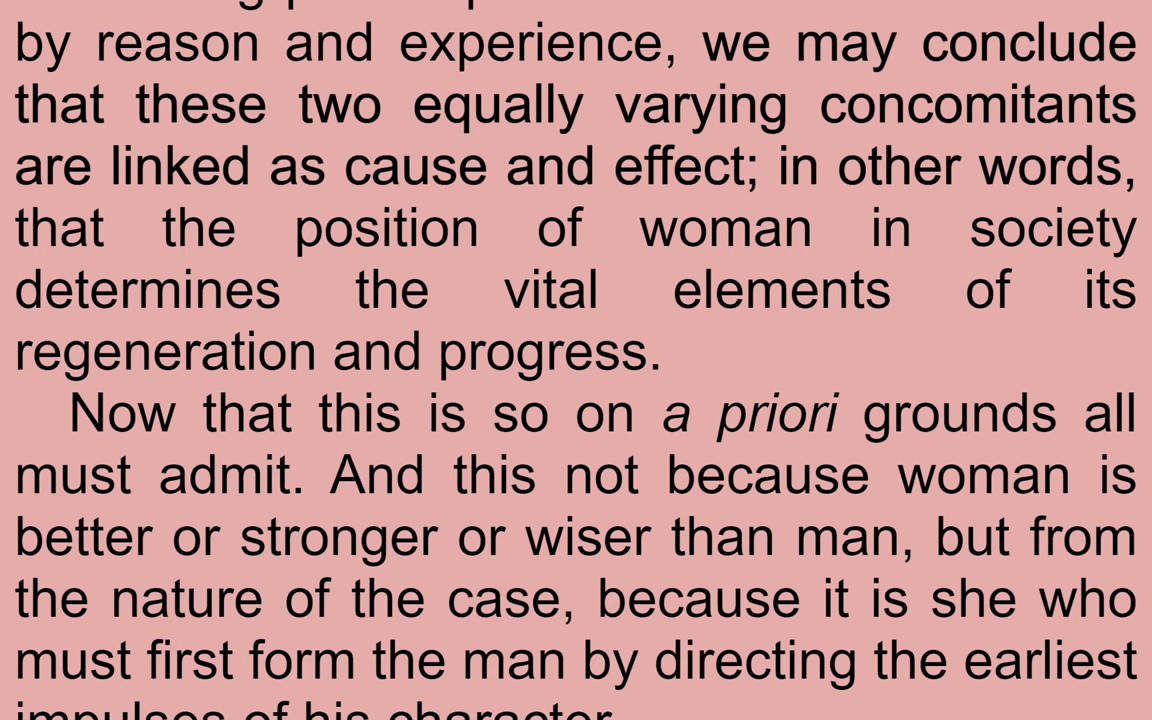 by reason and experience, we may conclude
that these two equally varying concomitants
are linked as cause and effect; in other words,
that the position of woman in society
determines the vital elements of its
regeneration and progress.
Now that this is so on a priori grounds all
must admit. And this not because woman is
better or stronger or wiser than man, but from
the nature of the case, because it is she who
must first form the man by directing the earliest
impulses of his character.